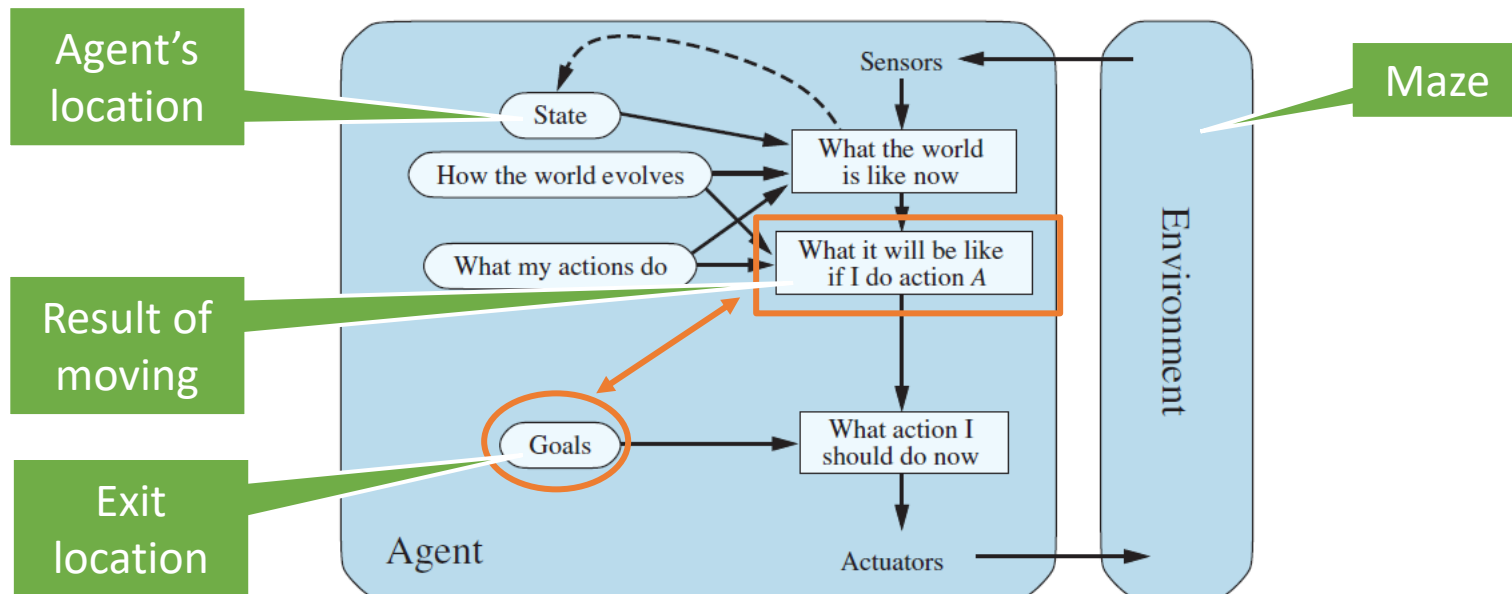 Agent’s
location
Sensors
Maze
State
What the world
is like now
How the world evolves
What it will be like
if I do action A
What my actions do
Environment
Result of
moving
Goals
What action I
should do now
Exit
location
Agent
Actuators